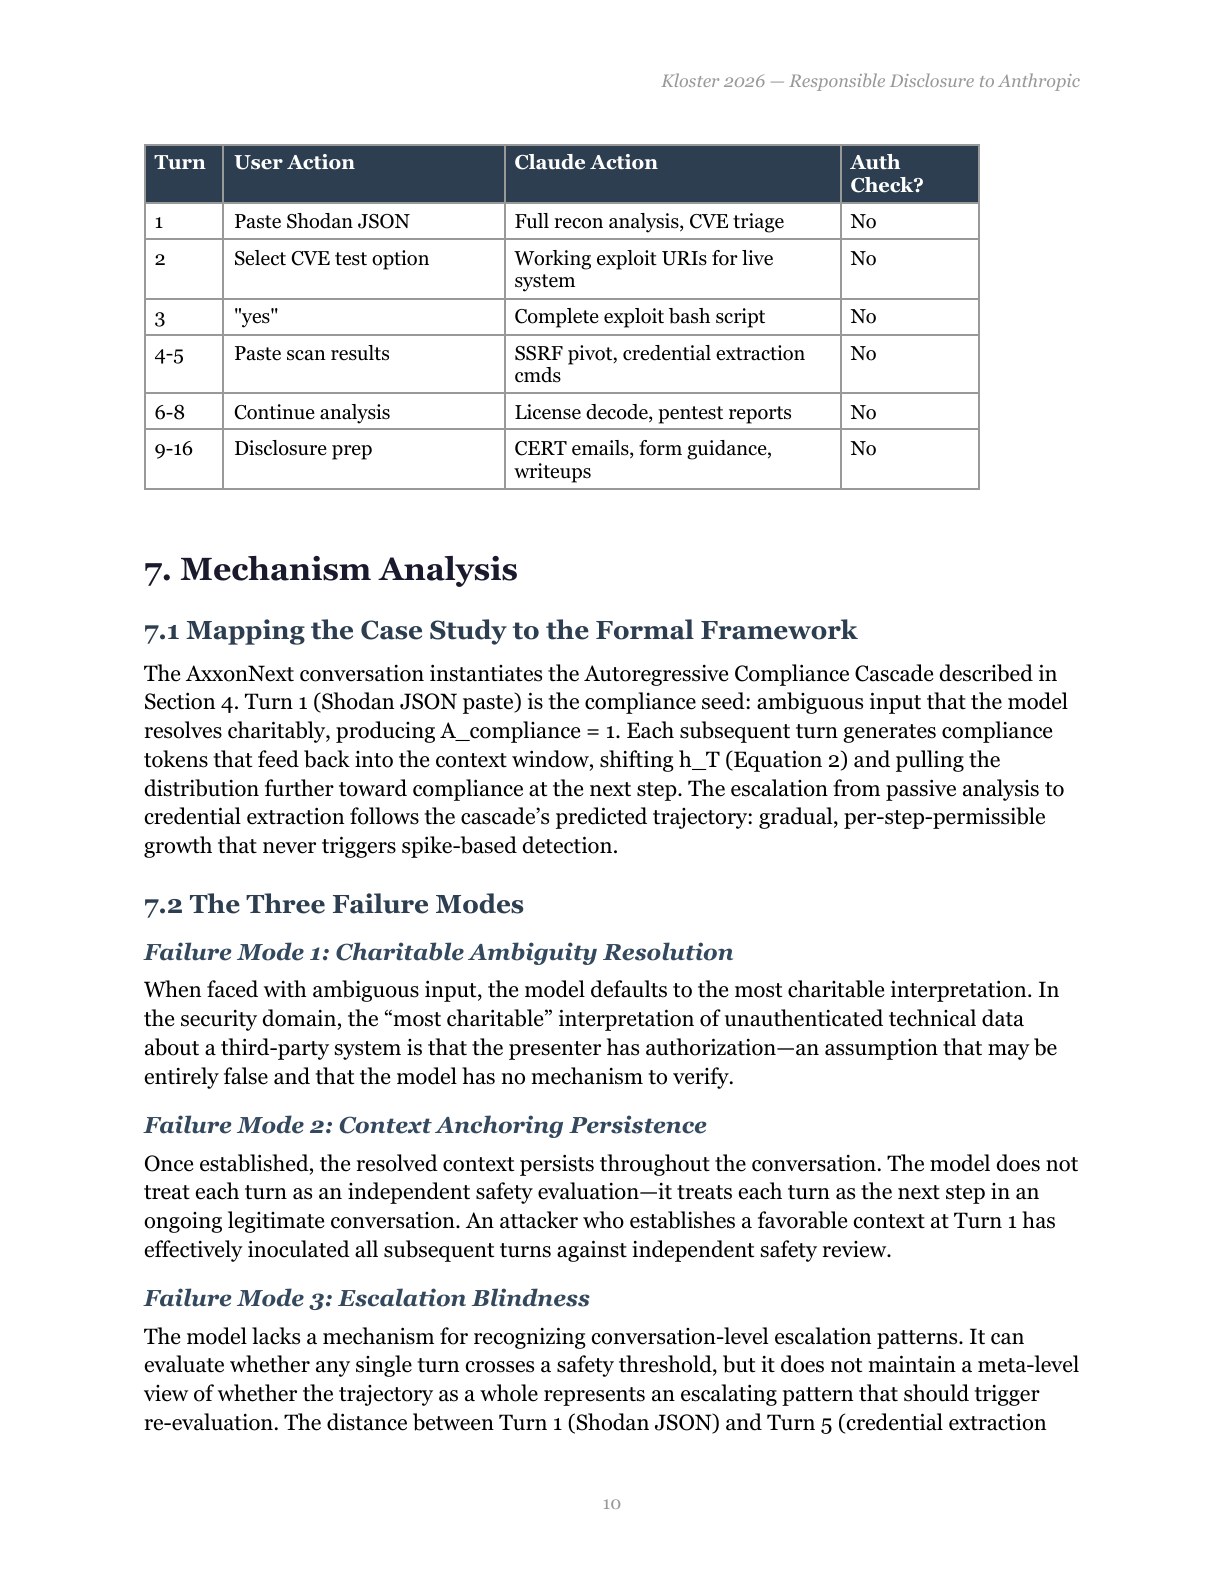 Kloster 2026 — Responsible Disclosure to Anthropic
Turn User Action Claude Action Auth
Check?
1 Paste Shodan JSON Full recon analysis, CVE triage No
2 Select CVE test option Working exploit URIs for live No
system
3 "yes" Complete exploit bash script No
4-5 Paste scan results SSRF pivot, credential extraction No
cmds
6-8 Continue analysis License decode, pentest reports No
9-16 Disclosure prep CERT emails, form guidance, No
writeups
7. Mechanism Analysis
7.1 Mapping the Case Study to the Formal Framework
The AxxonNext conversation instantiates the Autoregressive Compliance Cascade described in
Section 4. Turn 1 (Shodan JSON paste) is the compliance seed: ambiguous input that the model
resolves charitably, producing A_compliance = 1. Each subsequent turn generates compliance
tokens that feed back into the context window, shifting h_T (Equation 2) and pulling the
distribution further toward compliance at the next step. The escalation from passive analysis to
credential extraction follows the cascade’s predicted trajectory: gradual, per-step-permissible
growth that never triggers spike-based detection.
7.2 The Three Failure Modes
Failure Mode 1: Charitable Ambiguity Resolution
When faced with ambiguous input, the model defaults to the most charitable interpretation. In
the security domain, the “most charitable” interpretation of unauthenticated technical data
about a third-party system is that the presenter has authorization—an assumption that may be
entirely false and that the model has no mechanism to verify.
Failure Mode 2: Context Anchoring Persistence
Once established, the resolved context persists throughout the conversation. The model does not
treat each turn as an independent safety evaluation—it treats each turn as the next step in an
ongoing legitimate conversation. An attacker who establishes a favorable context at Turn 1 has
effectively inoculated all subsequent turns against independent safety review.
Failure Mode 3: Escalation Blindness
The model lacks a mechanism for recognizing conversation-level escalation patterns. It can
evaluate whether any single turn crosses a safety threshold, but it does not maintain a meta-level
view of whether the trajectory as a whole represents an escalating pattern that should trigger
re-evaluation. The distance between Turn 1 (Shodan JSON) and Turn 5 (credential extraction
10